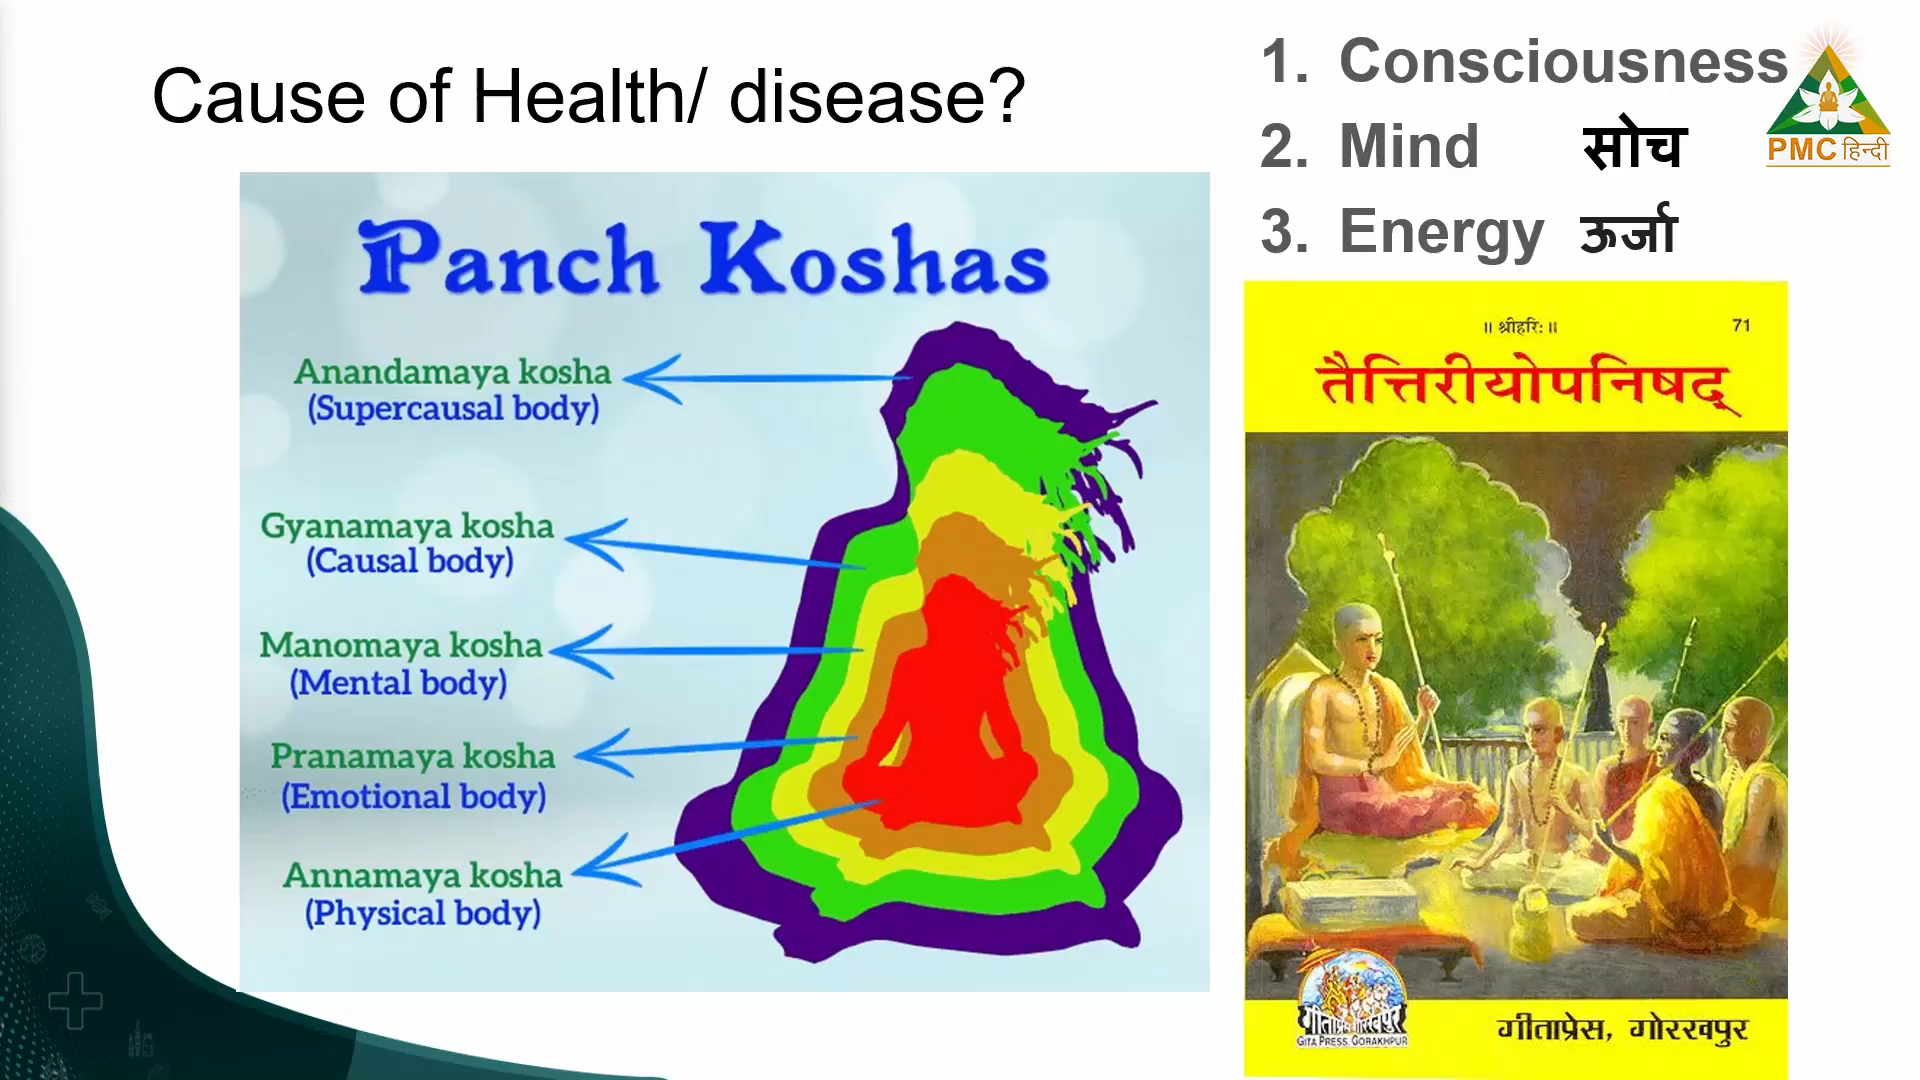 Cause of Health/ disease?
1. Consciousness
2. Mind सोच
3. Energy ऊर्जा
PMC हिन्दी
Panch Koshas
Anandamaya kosha
(Supercausal body)
Gyanamaya kosha
(Causal body)
Manomaya kosha
(Mental body)
Pranamaya kosha
(Emotional body)
Annamaya kosha
(Physical body)
॥ श्रीहरि: ॥ 71
तैत्तिरीयोपनिषद्
गीताप्रेस गोरखपुर
GITA PRESS, GORAKHPUR
गीताप्रेस, गोरखपुर